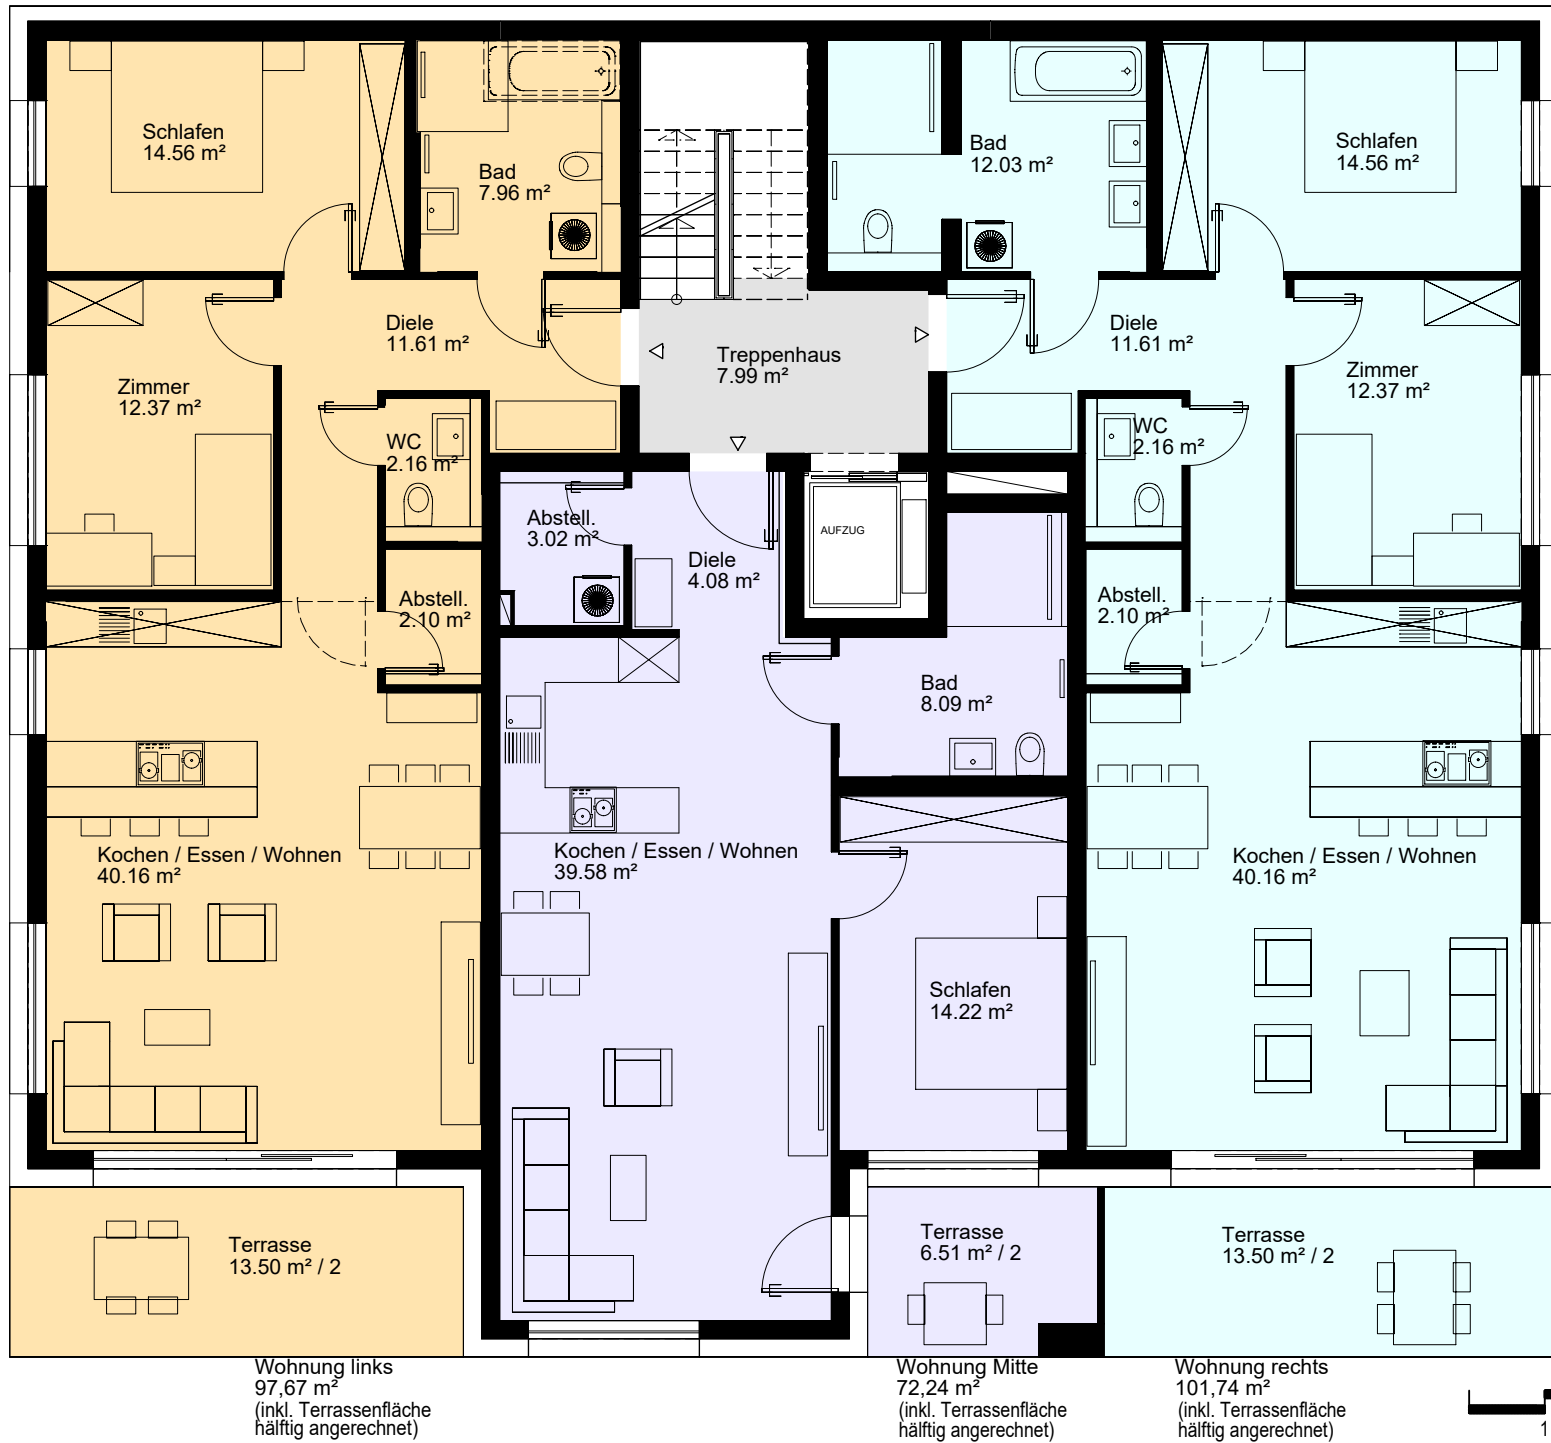 Schlafen
14.56 m²
Bad
7.96 m²
Bad
12.03 m²
Schlafen
14.56 m²
Diele
11.61 m²
Treppenhaus
7.99 m²
Diele
11.61 m²
Zimmer
12.37 m²
Zimmer
12.37 m²
WC
2.16 m²
WC
2.16 m²
Abstell.
3.02 m²
AUFZUG
Diele
4.08 m²
Abstell.
2.10 m²
Abstell.
2.10 m²
Bad
8.09 m²
Kochen / Essen / Wohnen
40.16 m²
Kochen / Essen / Wohnen
39.58 m²
Kochen / Essen / Wohnen
40.16 m²
Schlafen
14.22 m²
Terrasse
13.50 m² / 2
Terrasse
6.51 m² / 2
Terrasse
13.50 m² / 2
Wohnung links
97,67 m²
(inkl. Terrassenfläche
hälftig angerechnet)
Wohnung Mitte
72,24 m²
(inkl. Terrassenfläche
hälftig angerechnet)
Wohnung rechts
101,74 m²
(inkl. Terrassenfläche
hälftig angerechnet)
1